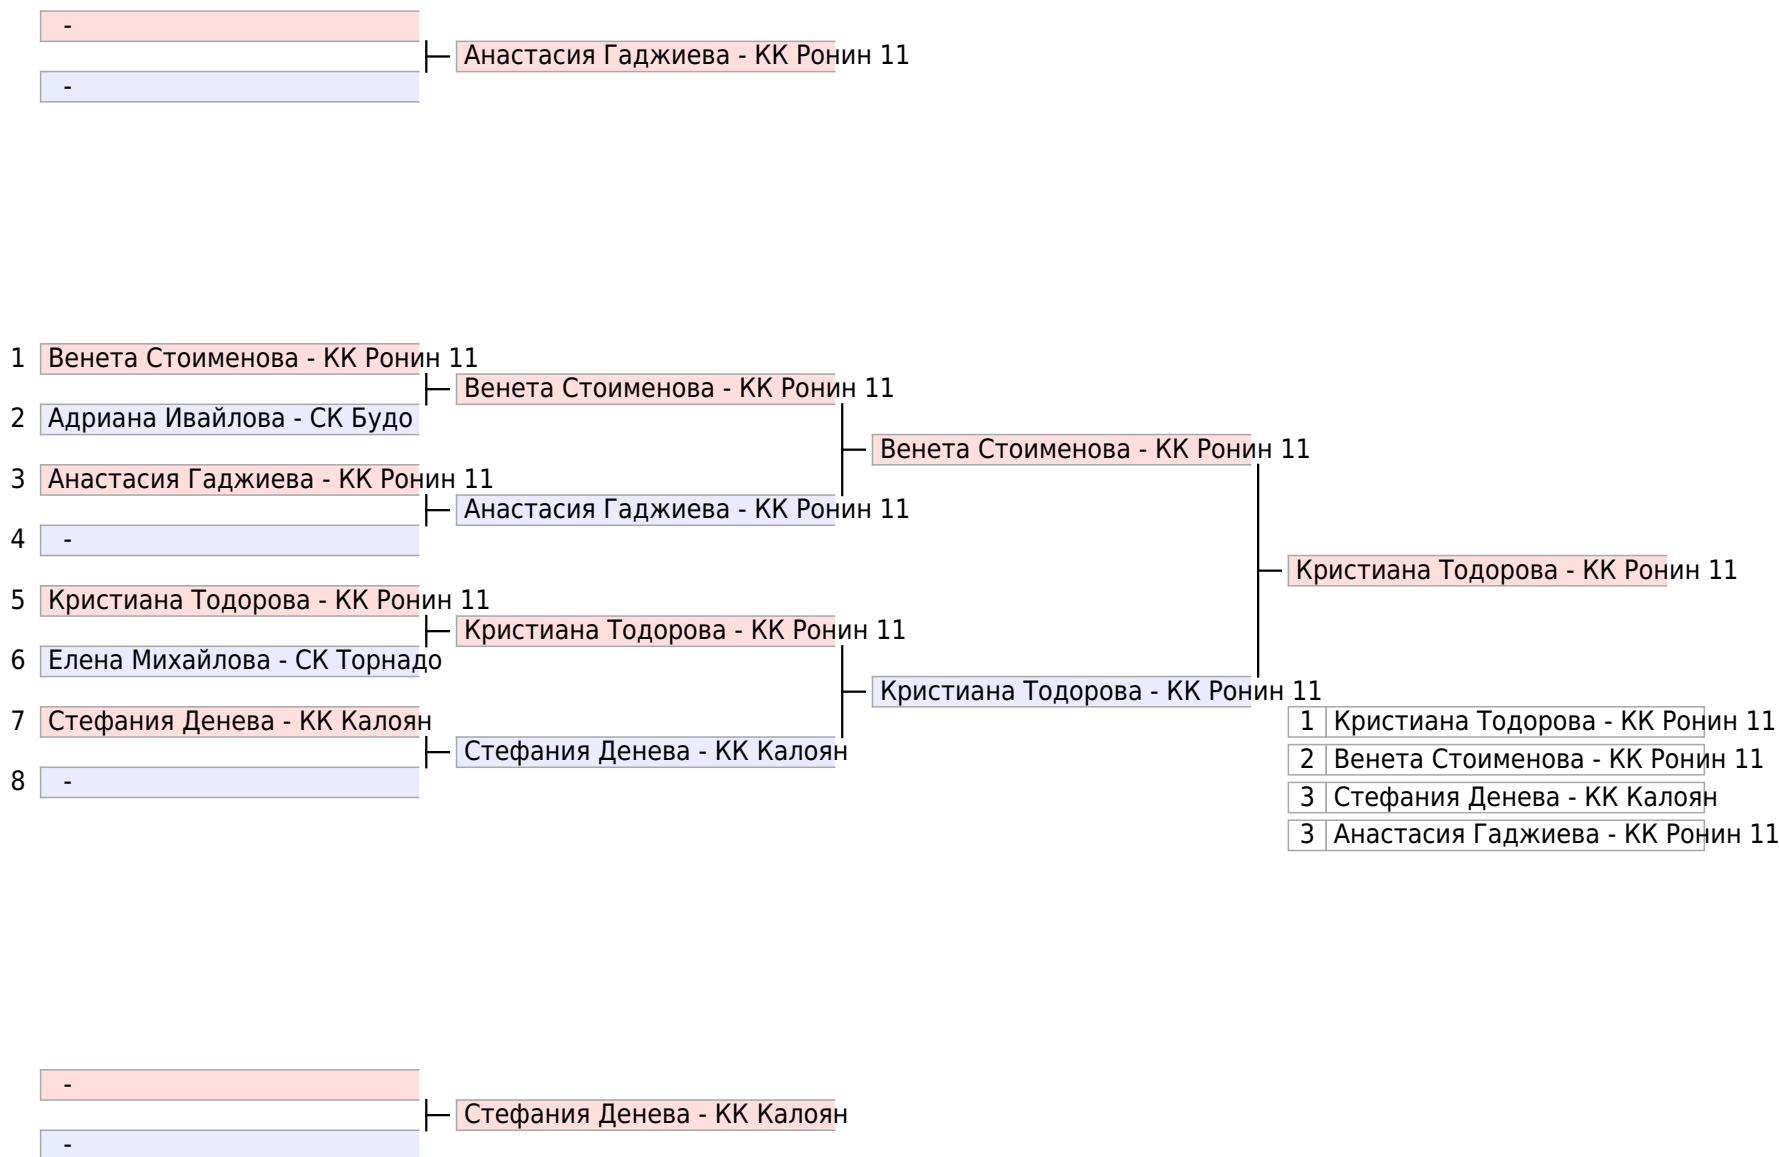 -
Анастасия Гаджиева - КК Ронин 11
-
1 Венета Стоименова - КК Ронин 11
Венета Стоименова - КК Ронин 11
2 Адриана Ивайлова - СК Будо
Венета Стоименова - КК Ронин 11
3 Анастасия Гаджиева - КК Ронин 11
Анастасия Гаджиева - КК Ронин 11
4 -
Кристиана Тодорова - КК Ронин 11
5 Кристиана Тодорова - КК Ронин 11
Кристиана Тодорова - КК Ронин 11
6 Елена Михайлова - СК Торнадо
Кристиана Тодорова - КК Ронин 11
7 Стефания Денева - КК Калоян
1 Кристиана Тодорова - КК Ронин 11
Стефания Денева - КК Калоян
2 Венета Стоименова - КК Ронин 11
8 -
3 Стефания Денева - КК Калоян
3 Анастасия Гаджиева - КК Ронин 11
-
Стефания Денева - КК Калоян
-